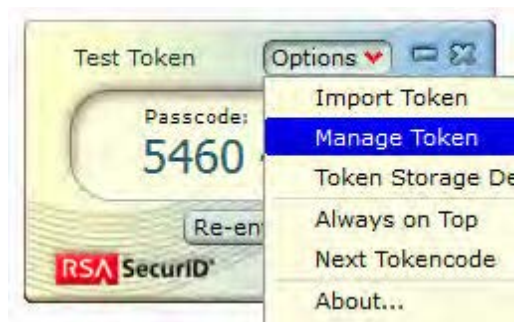 Test Token
Options
Passcode:
5460
Import Token
Manage Token
Token Storage De
Always on Top
Next Tokencode
About...
Re-en
RSA SecurID